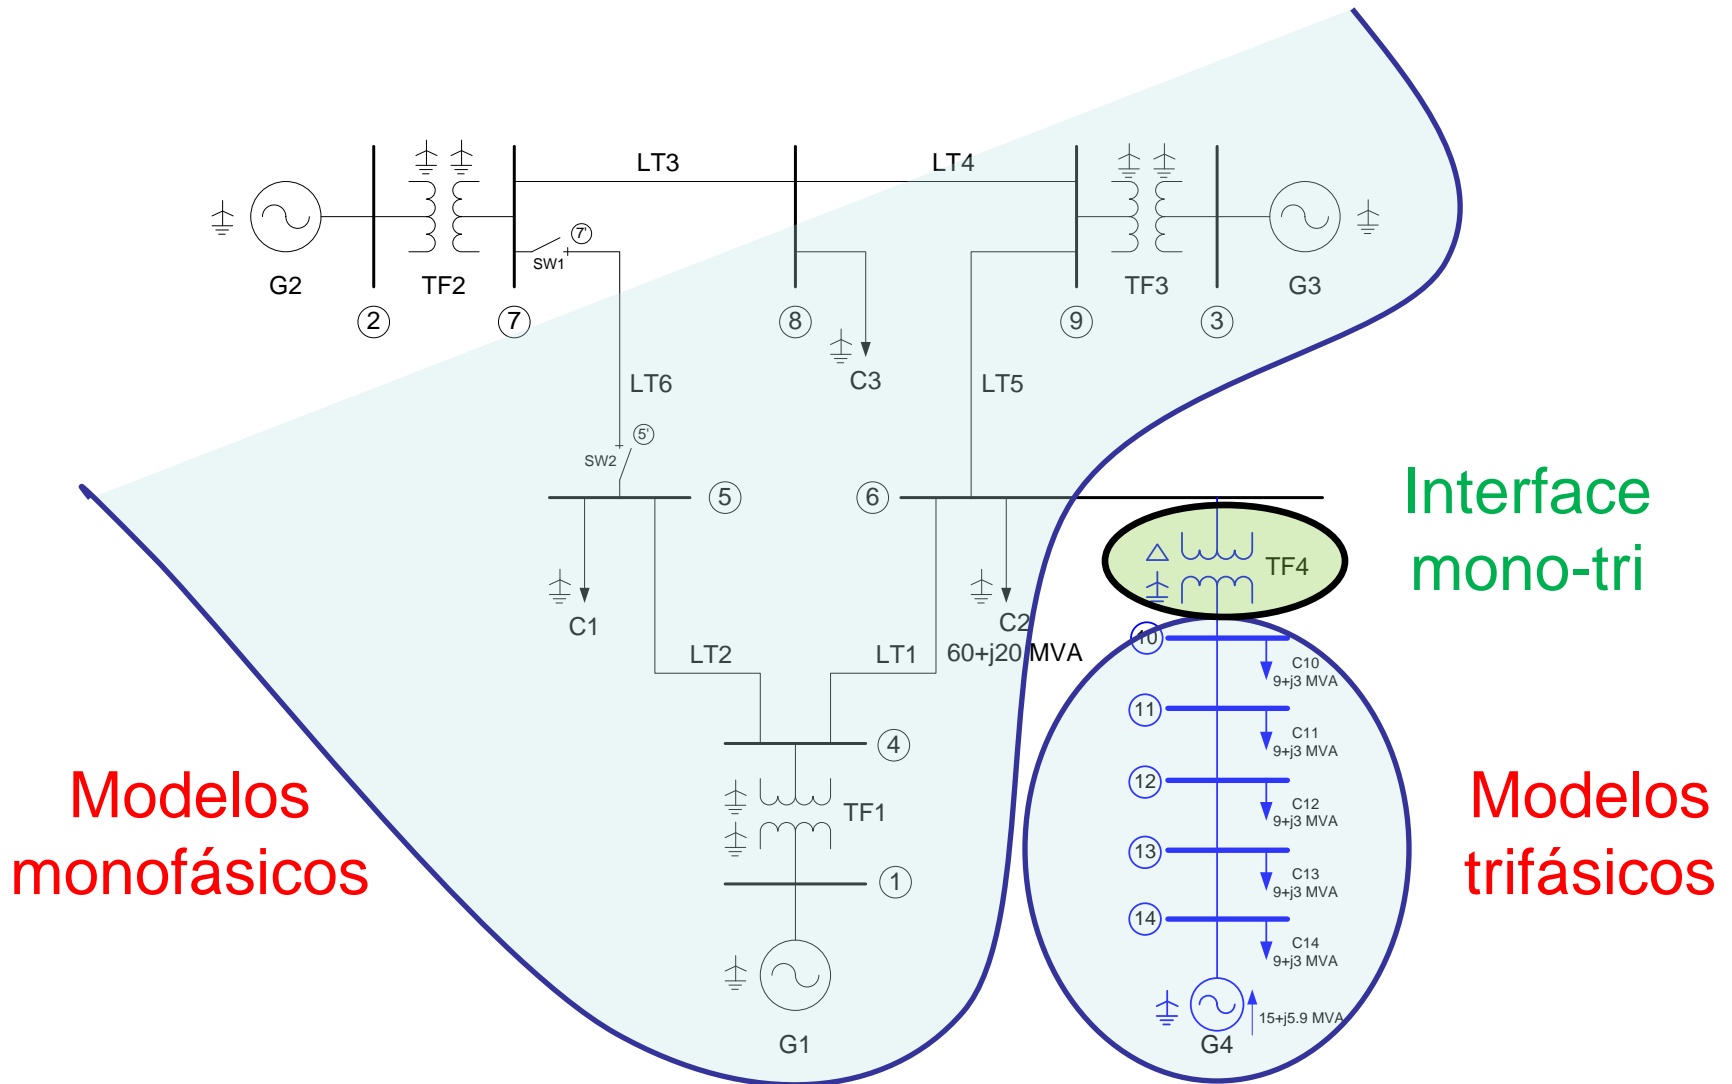 LT3
LT4
7'
SW1
G2
TF2
TF3
G3
2
7
8
9
3
C3
LT6
LT5
5'
SW2
5
6
Interface
mono-tri
TF4
C1
C2
60+j20 MVA
10
C10
9+j3 MVA
LT2
LT1
11
C11
9+j3 MVA
4
12
C12
9+j3 MVA
Modelos
monofásicos
TF1
Modelos
trifásicos
13
C13
9+j3 MVA
1
14
C14
9+j3 MVA
15+j5.9 MVA
G1
G4